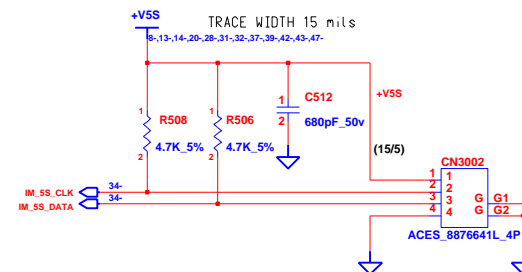 +V5S
TRACE WIDTH 15 mils
8-,13-,14-,20-,28-,31-,32-,37-,39-,42-,43-,47-
1
R508
4.7K_5%
2
1
R506
4.7K_5%
2
1
C512
2
680pF_50v
+V5S
(15/5)
CN3002
1 1
2 2
3 3
4 4
G G1
G G2
ACES_8876641L_4P
IM_5S_CLK 34-
IM_5S_DATA 34-